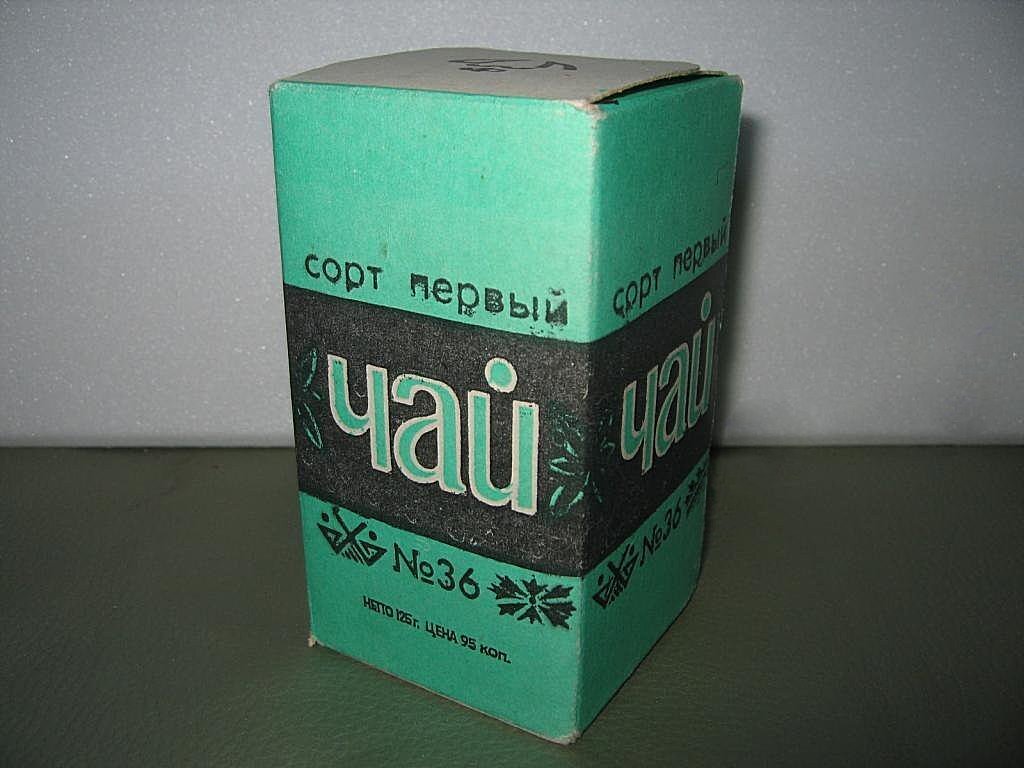 сорт первый
чай
№36
НЕТТО 125г. ЦЕНА 95 коп.
сорт первый
чай
№36